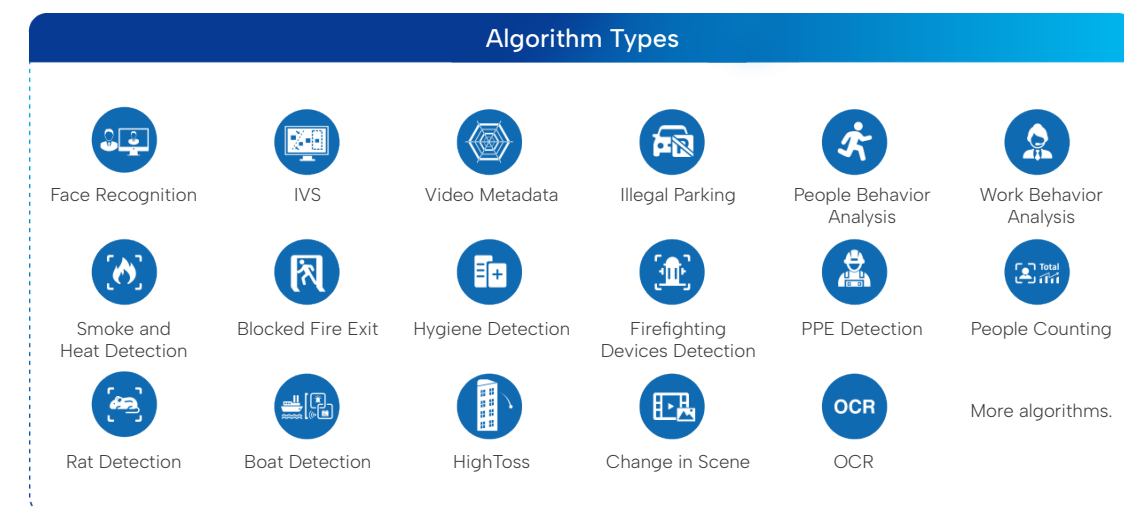 Algorithm Types
Face Recognition
IVS
Video Metadata
Illegal Parking
People Behavior
Analysis
Work Behavior
Analysis
Smoke and
Heat Detection
Blocked Fire Exit
Hygiene Detection
Firefighting
Devices Detection
PPE Detection
Total
People Counting
Rat Detection
Boat Detection
HighToss
Change in Scene
OCR
OCR
More algorithms.